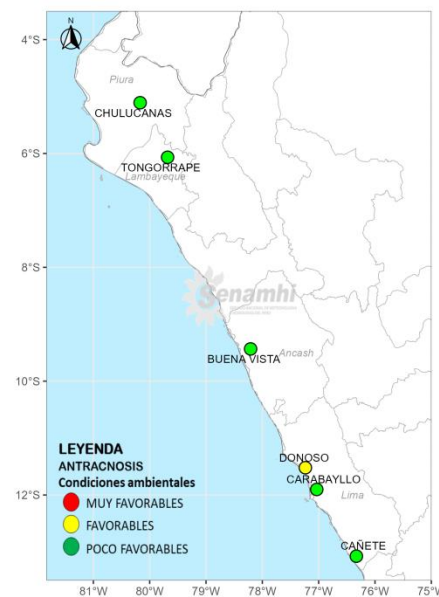 N
4°S
Piura
CHULUCANAS
6°S
TONGORRAPE
Lambayeque
8°S
Senamhi
BUENA VISTA
Ancash
10°S
LEYENDA
ANTRACNOSIS
Condiciones ambientales
MUY FAVORABLES
FAVORABLES
POCO FAVORABLES
DONOSO
CARABAYLLO
Lima
12°S
CAÑETE
81°W 80°W 79°W 78°W 77°W 76°W 75°W